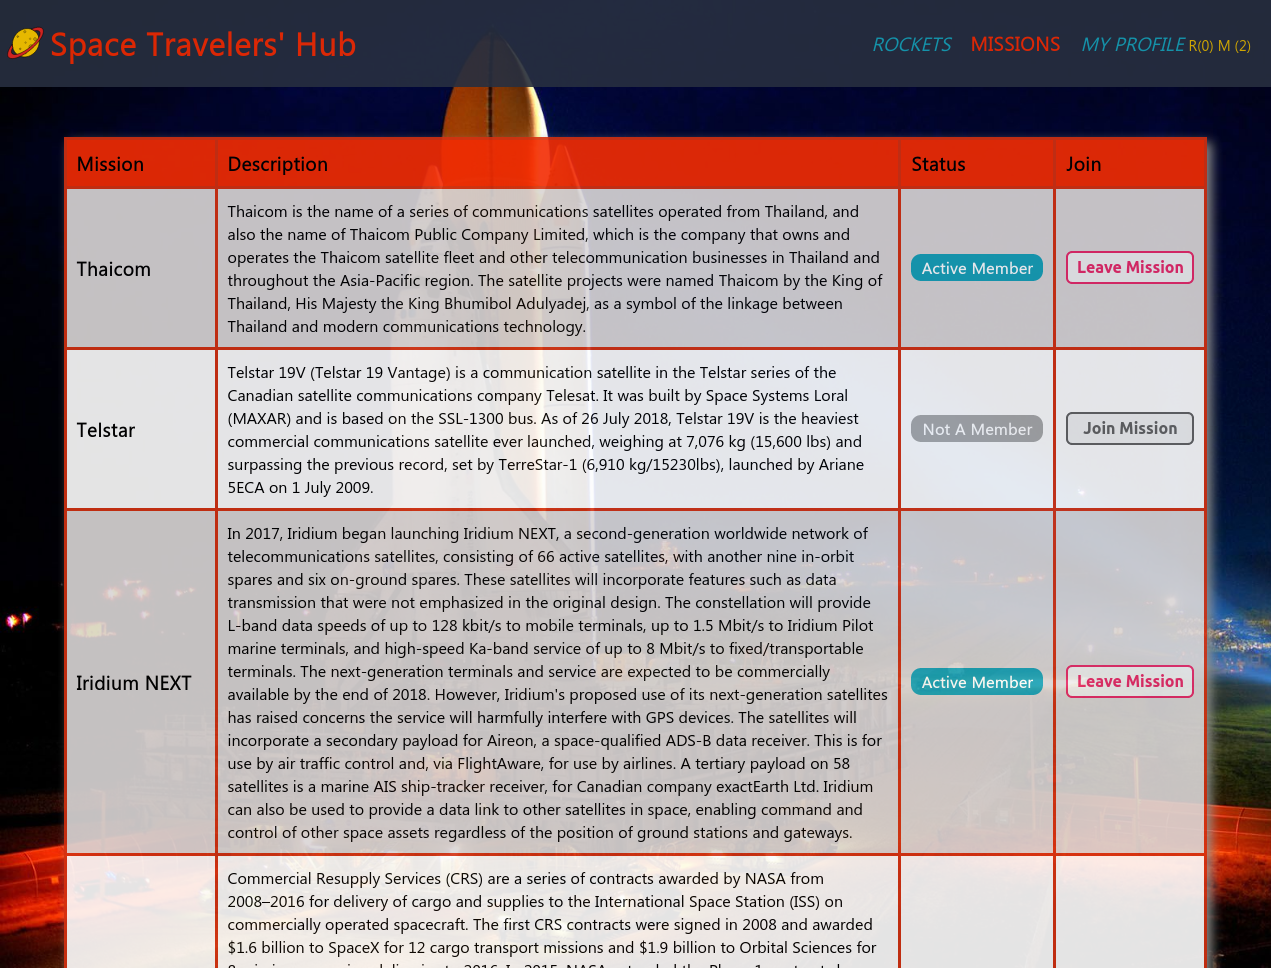 Space Travelers' Hub
ROCKETS MISSIONS MY PROFILE R(0) M (2)
Mission Description Status Join
Thaicom is the name of a series of communications satellites operated from Thailand, and
also the name of Thaicom Public Company Limited, which is the company that owns and
operates the Thaicom satellite fleet and other telecommunication businesses in Thailand and
throughout the Asia-Pacific region. The satellite projects were named Thaicom by the King of
Thailand, His Majesty the King Bhumibol Adulyadej, as a symbol of the linkage between
Thailand and modern communications technology.
Thaicom
Active Member
Leave Mission
Telstar 19V (Telstar 19 Vantage) is a communication satellite in the Telstar series of the
Canadian satellite communications company Telesat. It was built by Space Systems Loral
(MAXAR) and is based on the SSL-1300 bus. As of 26 July 2018, Telstar 19V is the heaviest
commercial communications satellite ever launched, weighing at 7,076 kg (15,600 lbs) and
surpassing the previous record, set by TerreStar-1 (6,910 kg/15230lbs), launched by Ariane
5ECA on 1 July 2009.
Telstar
Not A Member
Join Mission
In 2017, Iridium began launching Iridium NEXT, a second-generation worldwide network of
telecommunications satellites, consisting of 66 active satellites, with another nine in-orbit
spares and six on-ground spares. These satellites will incorporate features such as data
transmission that were not emphasized in the original design. The constellation will provide
L-band data speeds of up to 128 kbit/s to mobile terminals, up to 1.5 Mbit/s to Iridium Pilot
marine terminals, and high-speed Ka-band service of up to 8 Mbit/s to fixed/transportable
terminals. The next-generation terminals and service are expected to be commercially
available by the end of 2018. However, Iridium's proposed use of its next-generation satellites
has raised concerns the service will harmfully interfere with GPS devices. The satellites will
incorporate a secondary payload for Aireon, a space-qualified ADS-B data receiver. This is for
use by air traffic control and, via FlightAware, for use by airlines. A tertiary payload on 58
satellites is a marine AIS ship-tracker receiver, for Canadian company exactEarth Ltd. Iridium
can also be used to provide a data link to other satellites in space, enabling command and
control of other space assets regardless of the position of ground stations and gateways.
Iridium NEXT
Active Member
Leave Mission
Commercial Resupply Services (CRS) are a series of contracts awarded by NASA from
2008–2016 for delivery of cargo and supplies to the International Space Station (ISS) on
commercially operated spacecraft. The first CRS contracts were signed in 2008 and awarded
$1.6 billion to SpaceX for 12 cargo transport missions and $1.9 billion to Orbital Sciences for